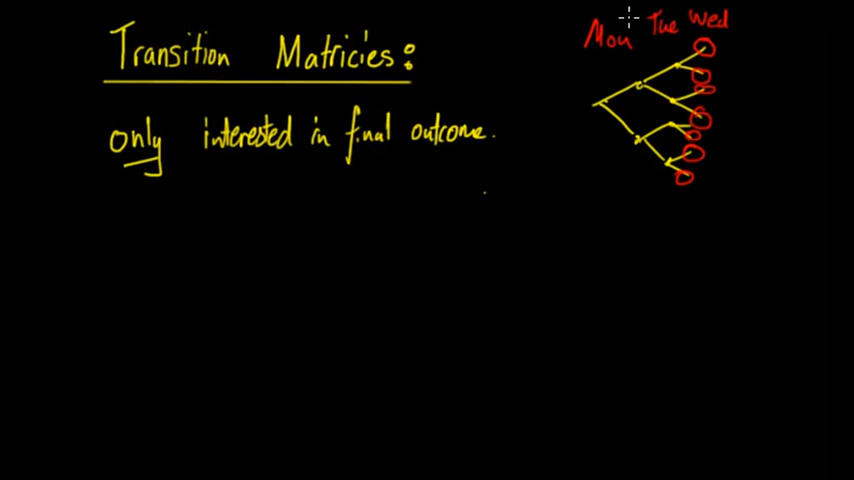 Transition Matricies:
only interested in final outcome.
Mon Tue Wed